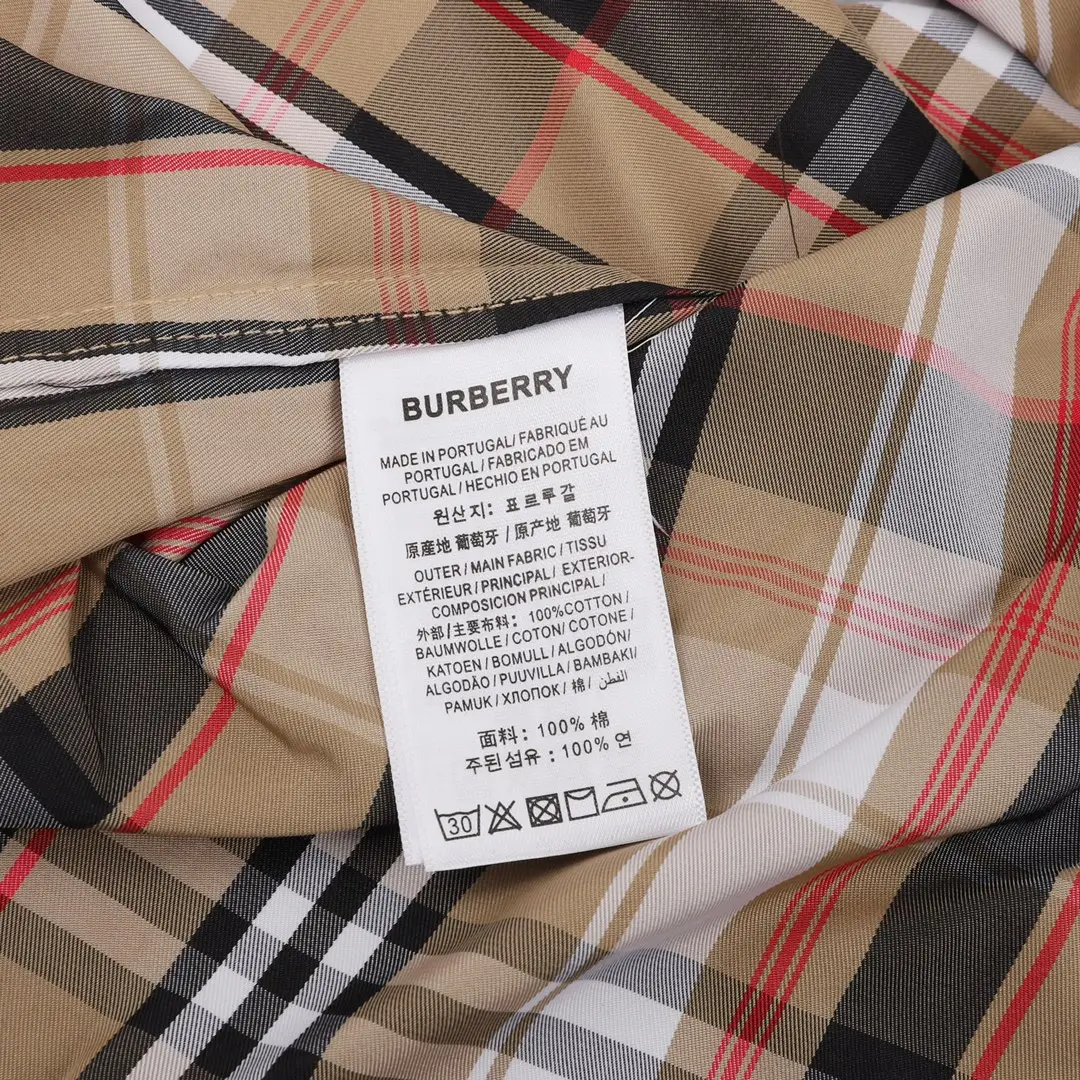 BURBERRY
MADE IN PORTUGAL/ FABRIQUÉ AU
PORTUGAL / FABRICADO EM
PORTUGAL / HECHO EN PORTUGAL
원산지: 포르투갈
原產地 葡萄牙 / 原产地 葡萄牙
OUTER / MAIN FABRIC / TISSU
EXTÉRIEUR / PRINCIPAL / EXTERIOR-
COMPOSICION PRINCIPAL /
外部/主要布料: 100%COTTON /
BAUMWOLLE / COTON/ COTONE /
KATOEN / BOMULL / ALGODÓN/
ALGODÃO / PUUVILLA / BAMBAKI/
PAMUK / ХЛОПОК / 棉/ القطن
面料: 100% 棉
주된섬유 : 100% 면
30